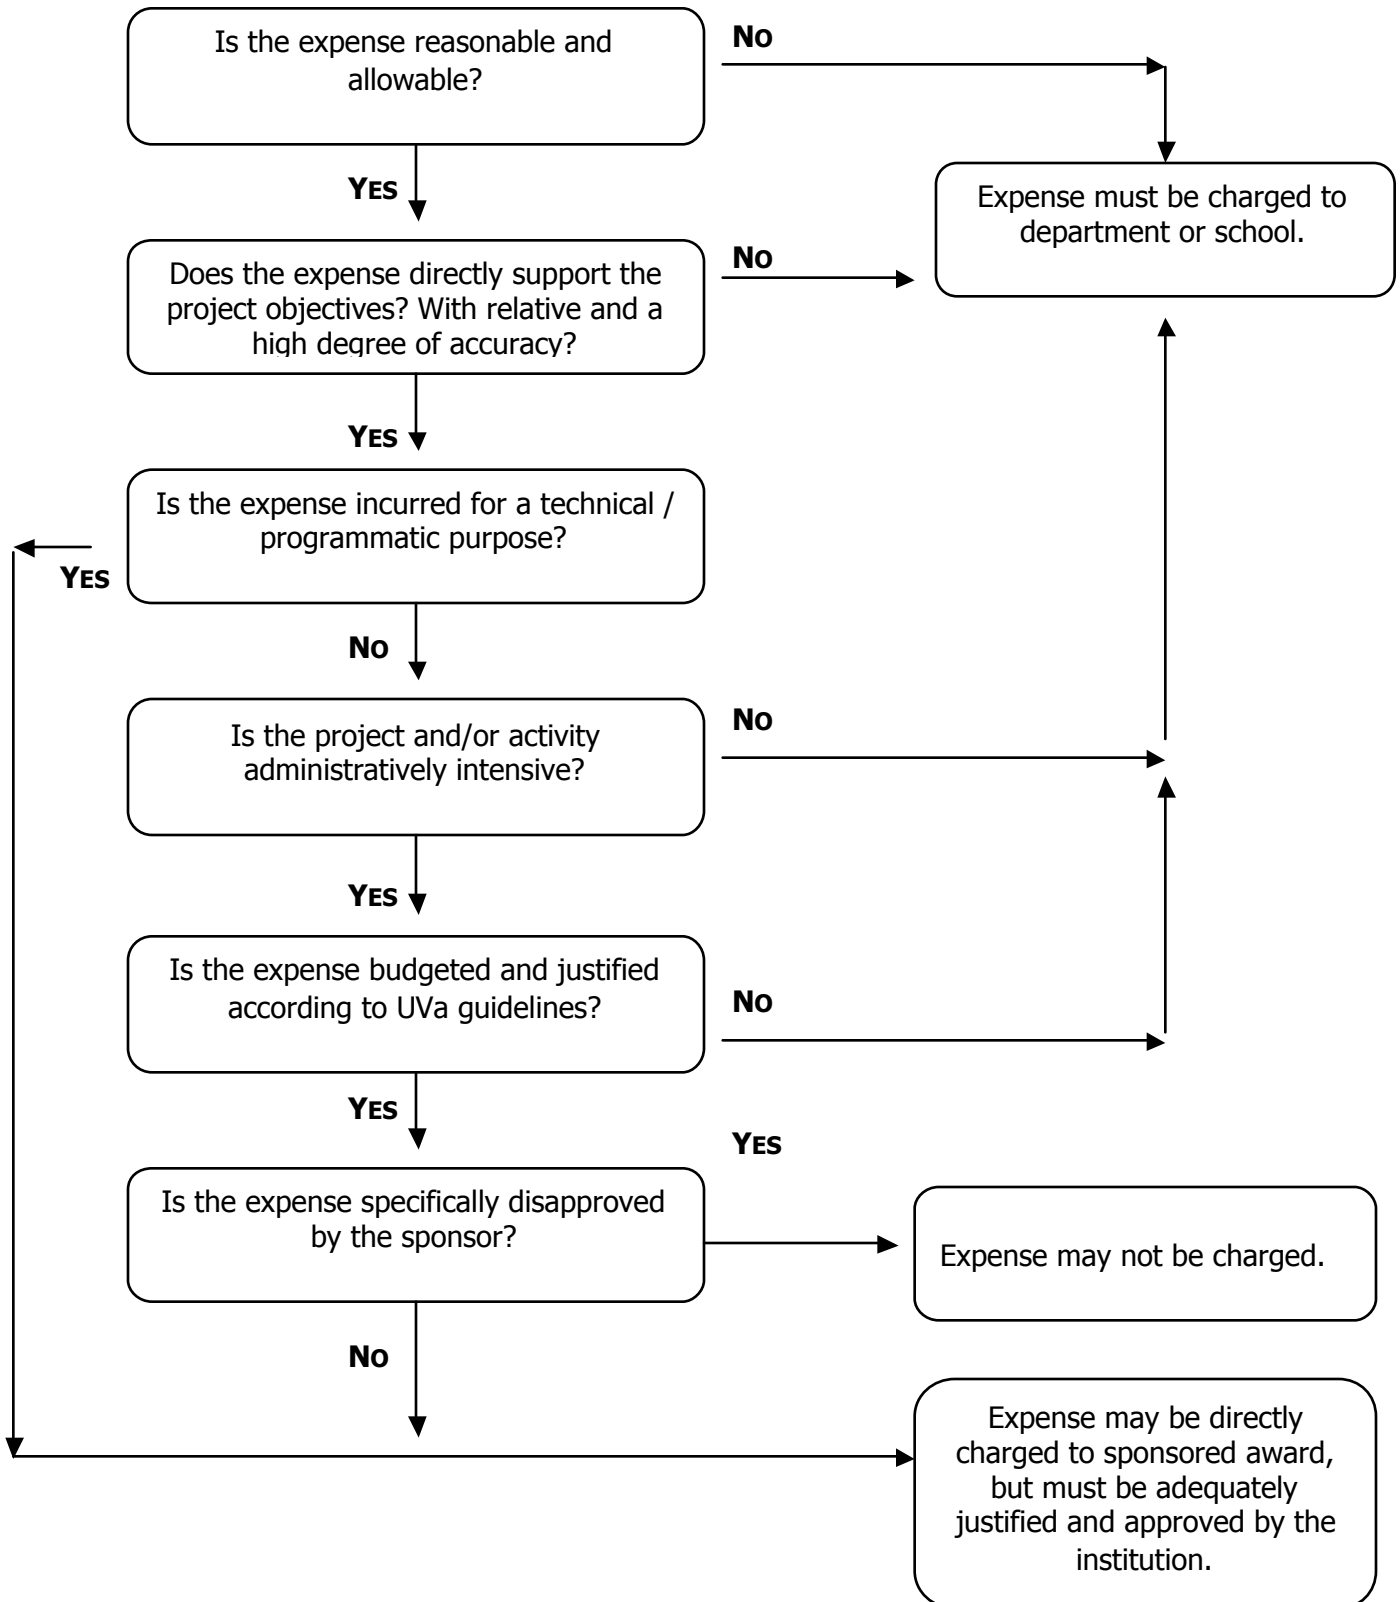 Is the expense reasonable and
allowable?
No
Yes
Expense must be charged to
department or school.
Does the expense directly support the
project objectives? With relative and a
high degree of accuracy?
No
Yes
Is the expense incurred for a technical /
programmatic purpose?
Yes
No
Is the project and/or activity
administratively intensive?
No
Yes
Is the expense budgeted and justified
according to UVa guidelines?
No
Yes
Is the expense specifically disapproved
by the sponsor?
Yes
Expense may not be charged.
No
Expense may be directly
charged to sponsored award,
but must be adequately
justified and approved by the
institution.